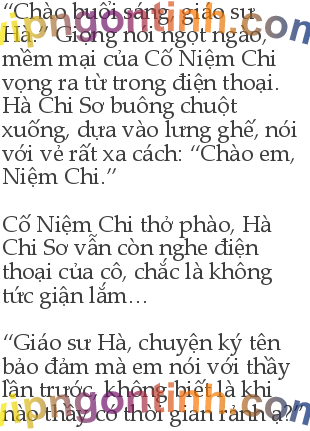 “Chào buổi sáng, giáo sư
Hà.” Giọng nói ngọt ngào,
mềm mại của Cố Niệm Chi
vọng ra từ trong điện thoại.
Hà Chi Sơ buông chuột
xuống, dựa vào lưng ghế, nói
với vẻ rất xa cách: “Chào em,
Niệm Chi.”
Cố Niệm Chi thở phào, Hà
Chi Sơ vẫn còn nghe điện
thoại của cô, chắc là không
tức giận lắm…
“Giáo sư Hà, chuyện ký tên
bảo đảm mà em nói với thầy
lần trước, không biết là khi
nào thầy có thời gian rảnh ạ?”